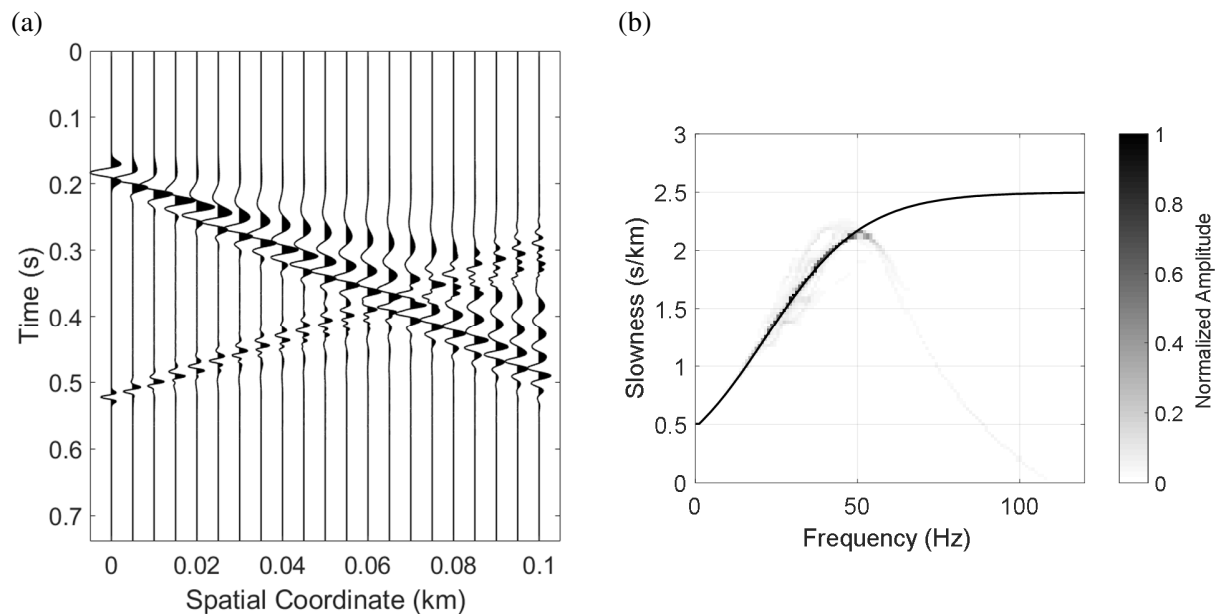 (a)
0
0.1
0.2
0.3
0.4
0.5
0.6
0.7
Time (s)
0 0.02 0.04 0.06 0.08 0.1
Spatial Coordinate (km)
(b)
3
2.5
2
1.5
1
0.5
0
Slowness (s/km)
0 50 100
Frequency (Hz)
1
0.8
0.6
0.4
0.2
0
Normalized Amplitude